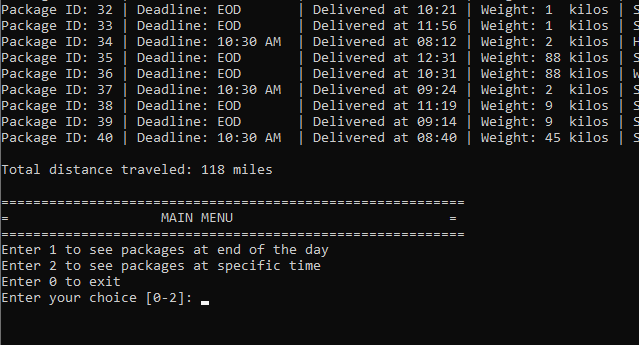 Package ID: 32 | Deadline: EOD | Delivered at 10:21 | Weight: 1 kilos | S
Package ID: 33 | Deadline: EOD | Delivered at 11:56 | Weight: 1 kilos | S
Package ID: 34 | Deadline: 10:30 AM | Delivered at 08:12 | Weight: 2 kilos | H
Package ID: 35 | Deadline: EOD | Delivered at 12:31 | Weight: 88 kilos | S
Package ID: 36 | Deadline: EOD | Delivered at 10:31 | Weight: 88 kilos | W
Package ID: 37 | Deadline: 10:30 AM | Delivered at 09:24 | Weight: 2 kilos | S
Package ID: 38 | Deadline: EOD | Delivered at 11:19 | Weight: 9 kilos | S
Package ID: 39 | Deadline: EOD | Delivered at 09:14 | Weight: 9 kilos | S
Package ID: 40 | Deadline: 10:30 AM | Delivered at 08:40 | Weight: 45 kilos | S
Total distance traveled: 118 miles
=========================================================
= MAIN MENU =
=========================================================
Enter 1 to see packages at end of the day
Enter 2 to see packages at specific time
Enter 0 to exit
Enter your choice [0-2]: _